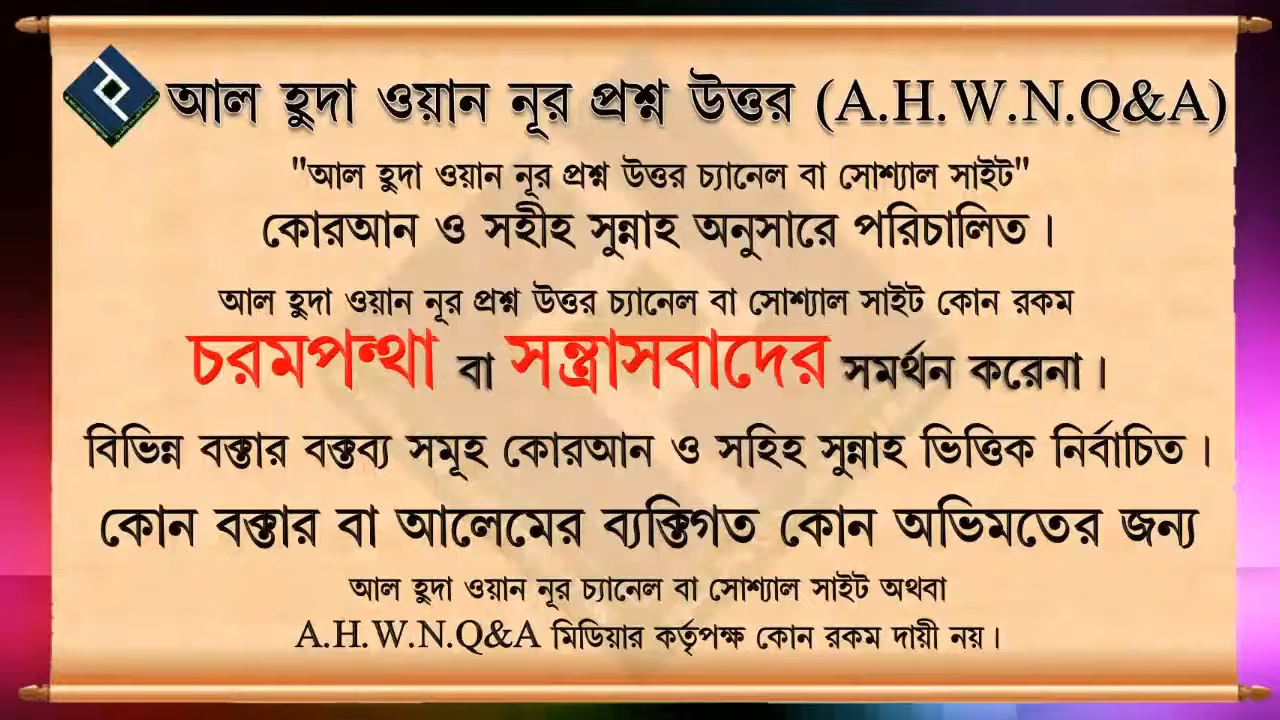 আল হুদা ওয়ান নূর প্রশ্ন উত্তর (A.H.W.N.Q&A)
"আল হুদা ওয়ান নূর প্রশ্ন উত্তর চ্যানেল বা সোশ্যাল সাইট"
কোরআন ও সহীহ সুন্নাহ অনুসারে পরিচালিত।
আল হুদা ওয়ান নূর প্রশ্ন উত্তর চ্যানেল বা সোশ্যাল সাইট কোন রকম
চরমপন্থা বা সন্ত্রাসবাদের সমর্থন করেনা।
বিভিন্ন বক্তার বক্তব্য সমূহ কোরআন ও সহিহ সুন্নাহ ভিত্তিক নির্বাচিত।
কোন বক্তার বা আলেমের ব্যক্তিগত কোন অভিমতের জন্য
আল হুদা ওয়ান নূর চ্যানেল বা সোশ্যাল সাইট অথবা
A.H.W.N.Q&A মিডিয়ার কর্তৃপক্ষ কোন রকম দায়ী নয়।